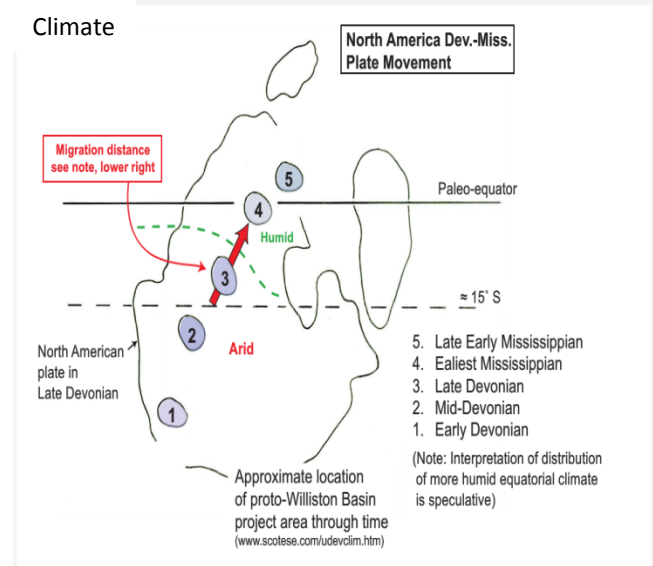 Climate
North America Dev.-Miss.
Plate Movement
Migration distance
see note, lower right
5
Paleo-equator
4
Humid
3
≈ 15° S
2
Arid
North American
plate in
Late Devonian
1
5. Late Early Mississippian
4. Ealiest Mississippian
3. Late Devonian
2. Mid-Devonian
1. Early Devonian
(Note: Interpretation of distribution
of more humid equatorial climate
is speculative)
Approximate location
of proto-Williston Basin
project area through time
(www.scotese.com/udevclim.htm)